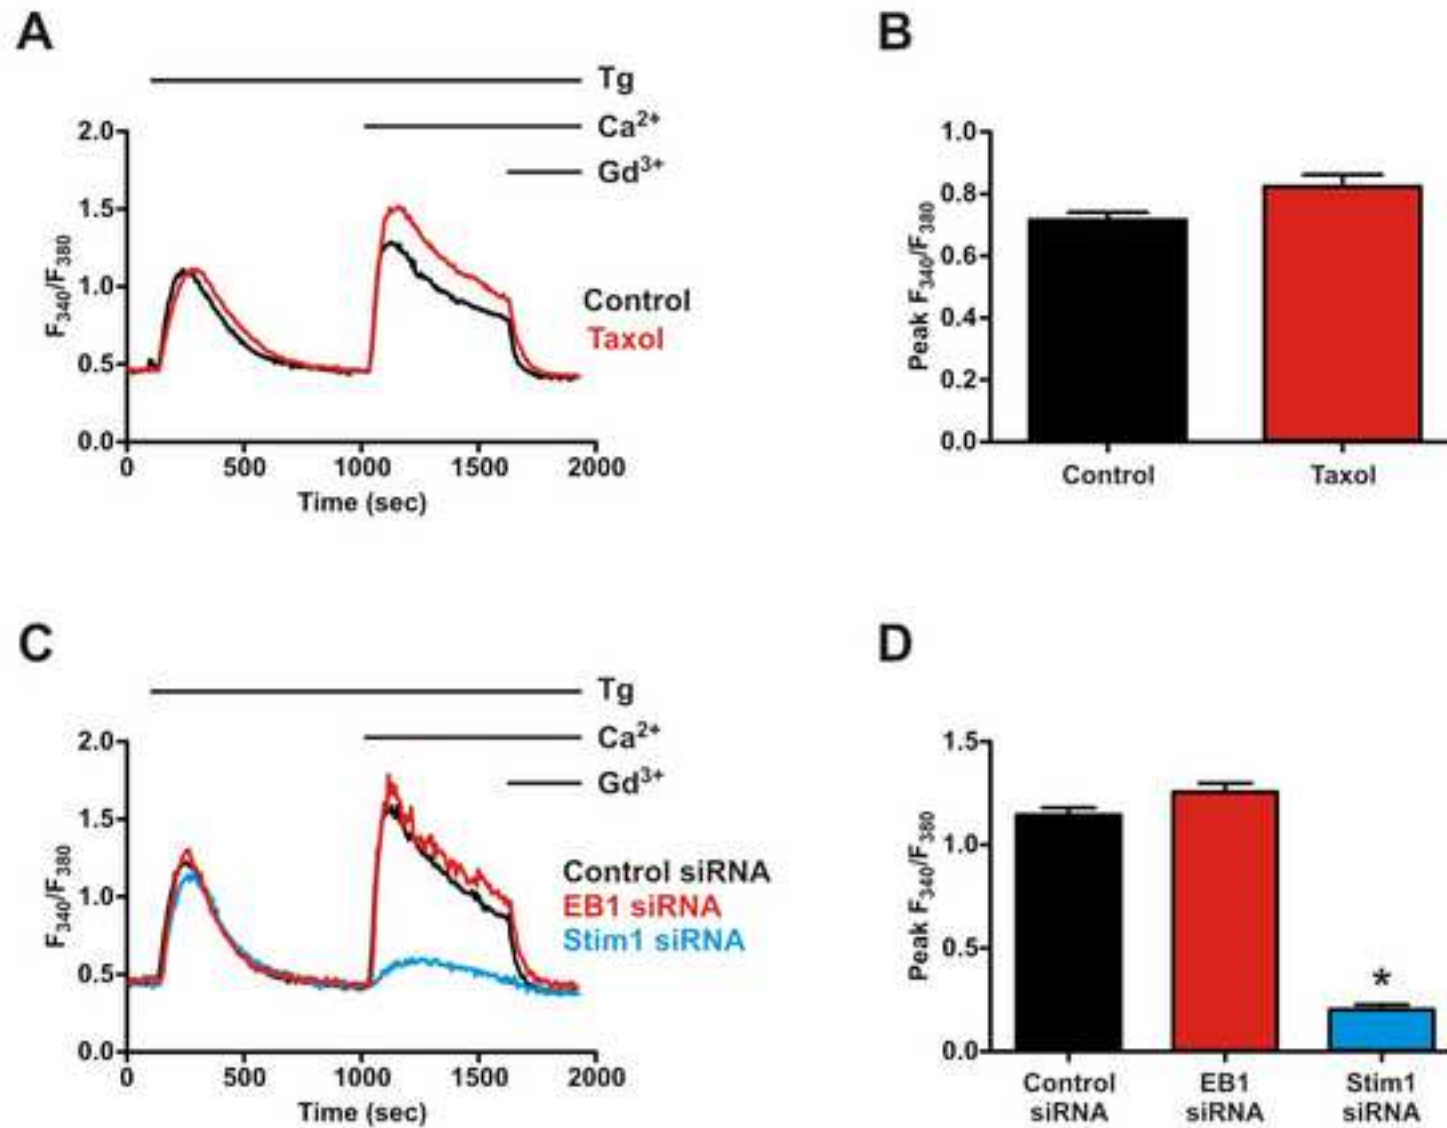 A
Tg
Ca2+
Gd3+
2.0
1.5
1.0
0.5
0.0
F340/F380
0 500 1000 1500 2000
Time (sec)
Control
Taxol
B
1.0
0.8
0.6
0.4
0.2
0.0
Peak F340/F380
Control Taxol
C
Tg
Ca2+
Gd3+
2.0
1.5
1.0
0.5
0.0
F340/F380
0 500 1000 1500 2000
Time (sec)
Control siRNA
EB1 siRNA
Stim1 siRNA
D
1.5
1.0
0.5
0.0
Peak F340/F380
*
Control EB1 Stim1
siRNA siRNA siRNA